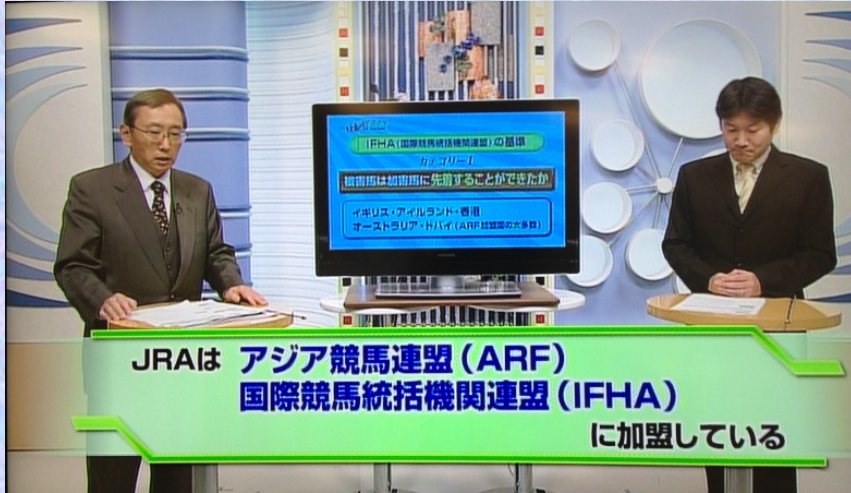 IFHA(国際競馬統括機関連盟)の基準
カテゴリーI
被害馬は加害馬に先着することができたか
イギリス・アイルランド・香港
オーストラリア・ドバイ(ARF加盟国の大多数)
JRAは アジア競馬連盟(ARF)
国際競馬統括機関連盟(IFHA)
に加盟している